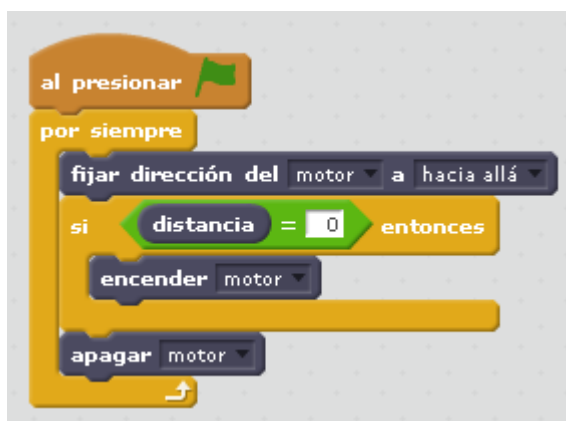 al presionar
por siempre
fijar dirección del motor a hacia allá
si distancia = 0 entonces
encender motor
apagar motor